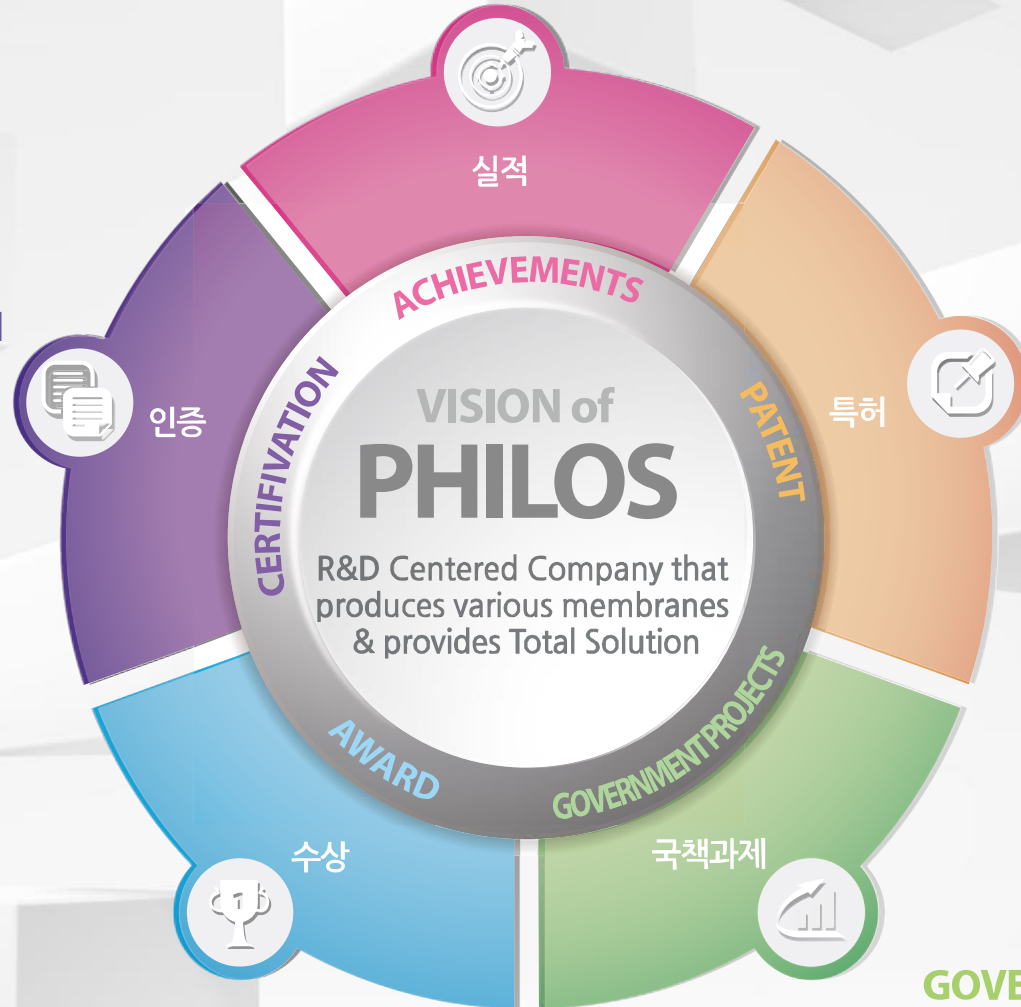 실적
ACHIEVEMENTS
인증
CERTIFIVATION
VISION of
PHILOS
R&D Centered Company that
produces various membranes
& provides Total Solution
PATENT
특허
AWARD
수상
GOVERNMENT PROJECTS
국책과제
1
GOVE